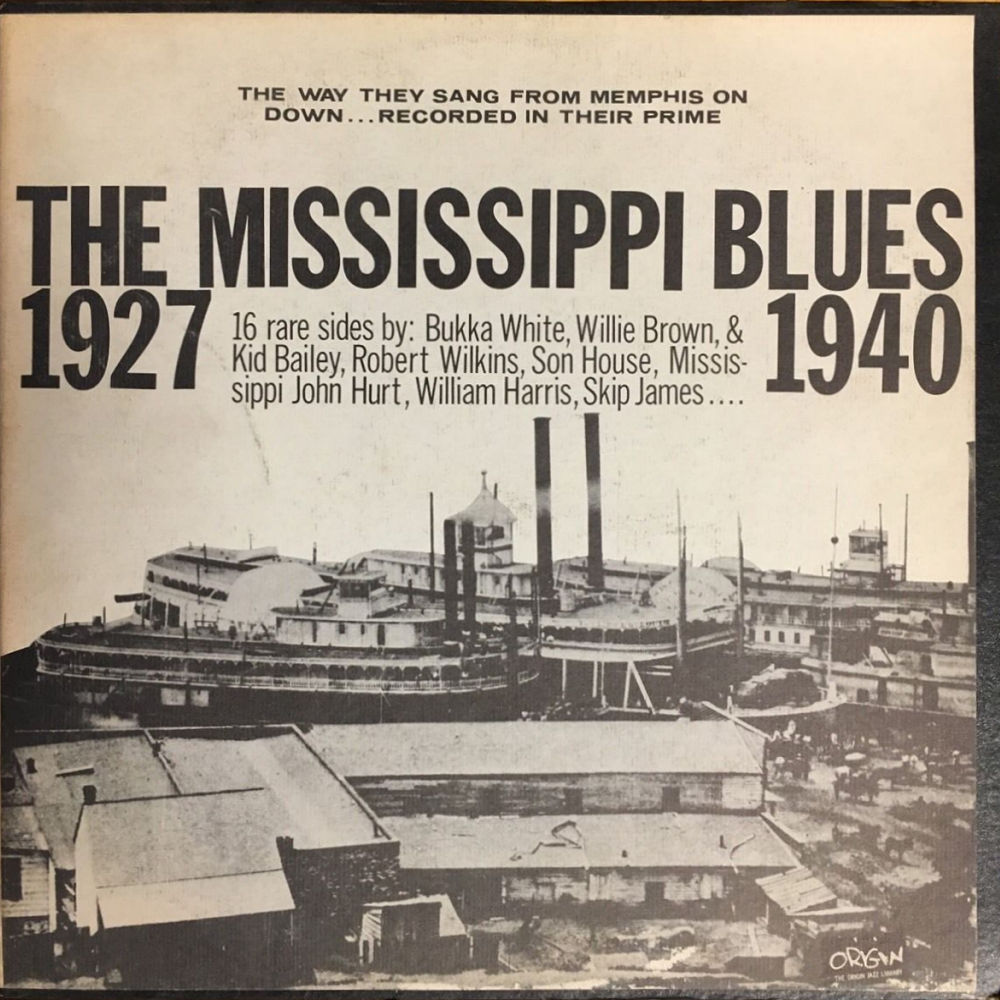 THE WAY THEY SANG FROM MEMPHIS ON
DOWN...RECORDED IN THEIR PRIME
THE MISSISSIPPI BLUES
1927
1940
16 rare sides by: Bukka White, Willie Brown, &
Kid Bailey, Robert Wilkins, Son House, Missis-
sippi John Hurt, William Harris, Skip James....
ORIGIN
THE ORIGIN JAZZ LIBRARY